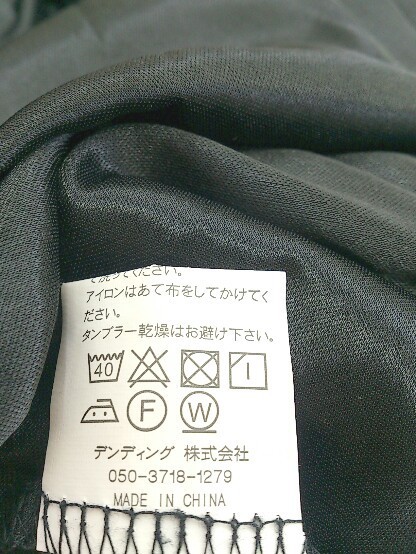 て洗ってください。
アイロンはあて布をしてかけてく
ださい。
タンブラー乾燥はお避け下さい。
40
F W
デンディング 株式会社
050-3718-1279
MADE IN CHINA